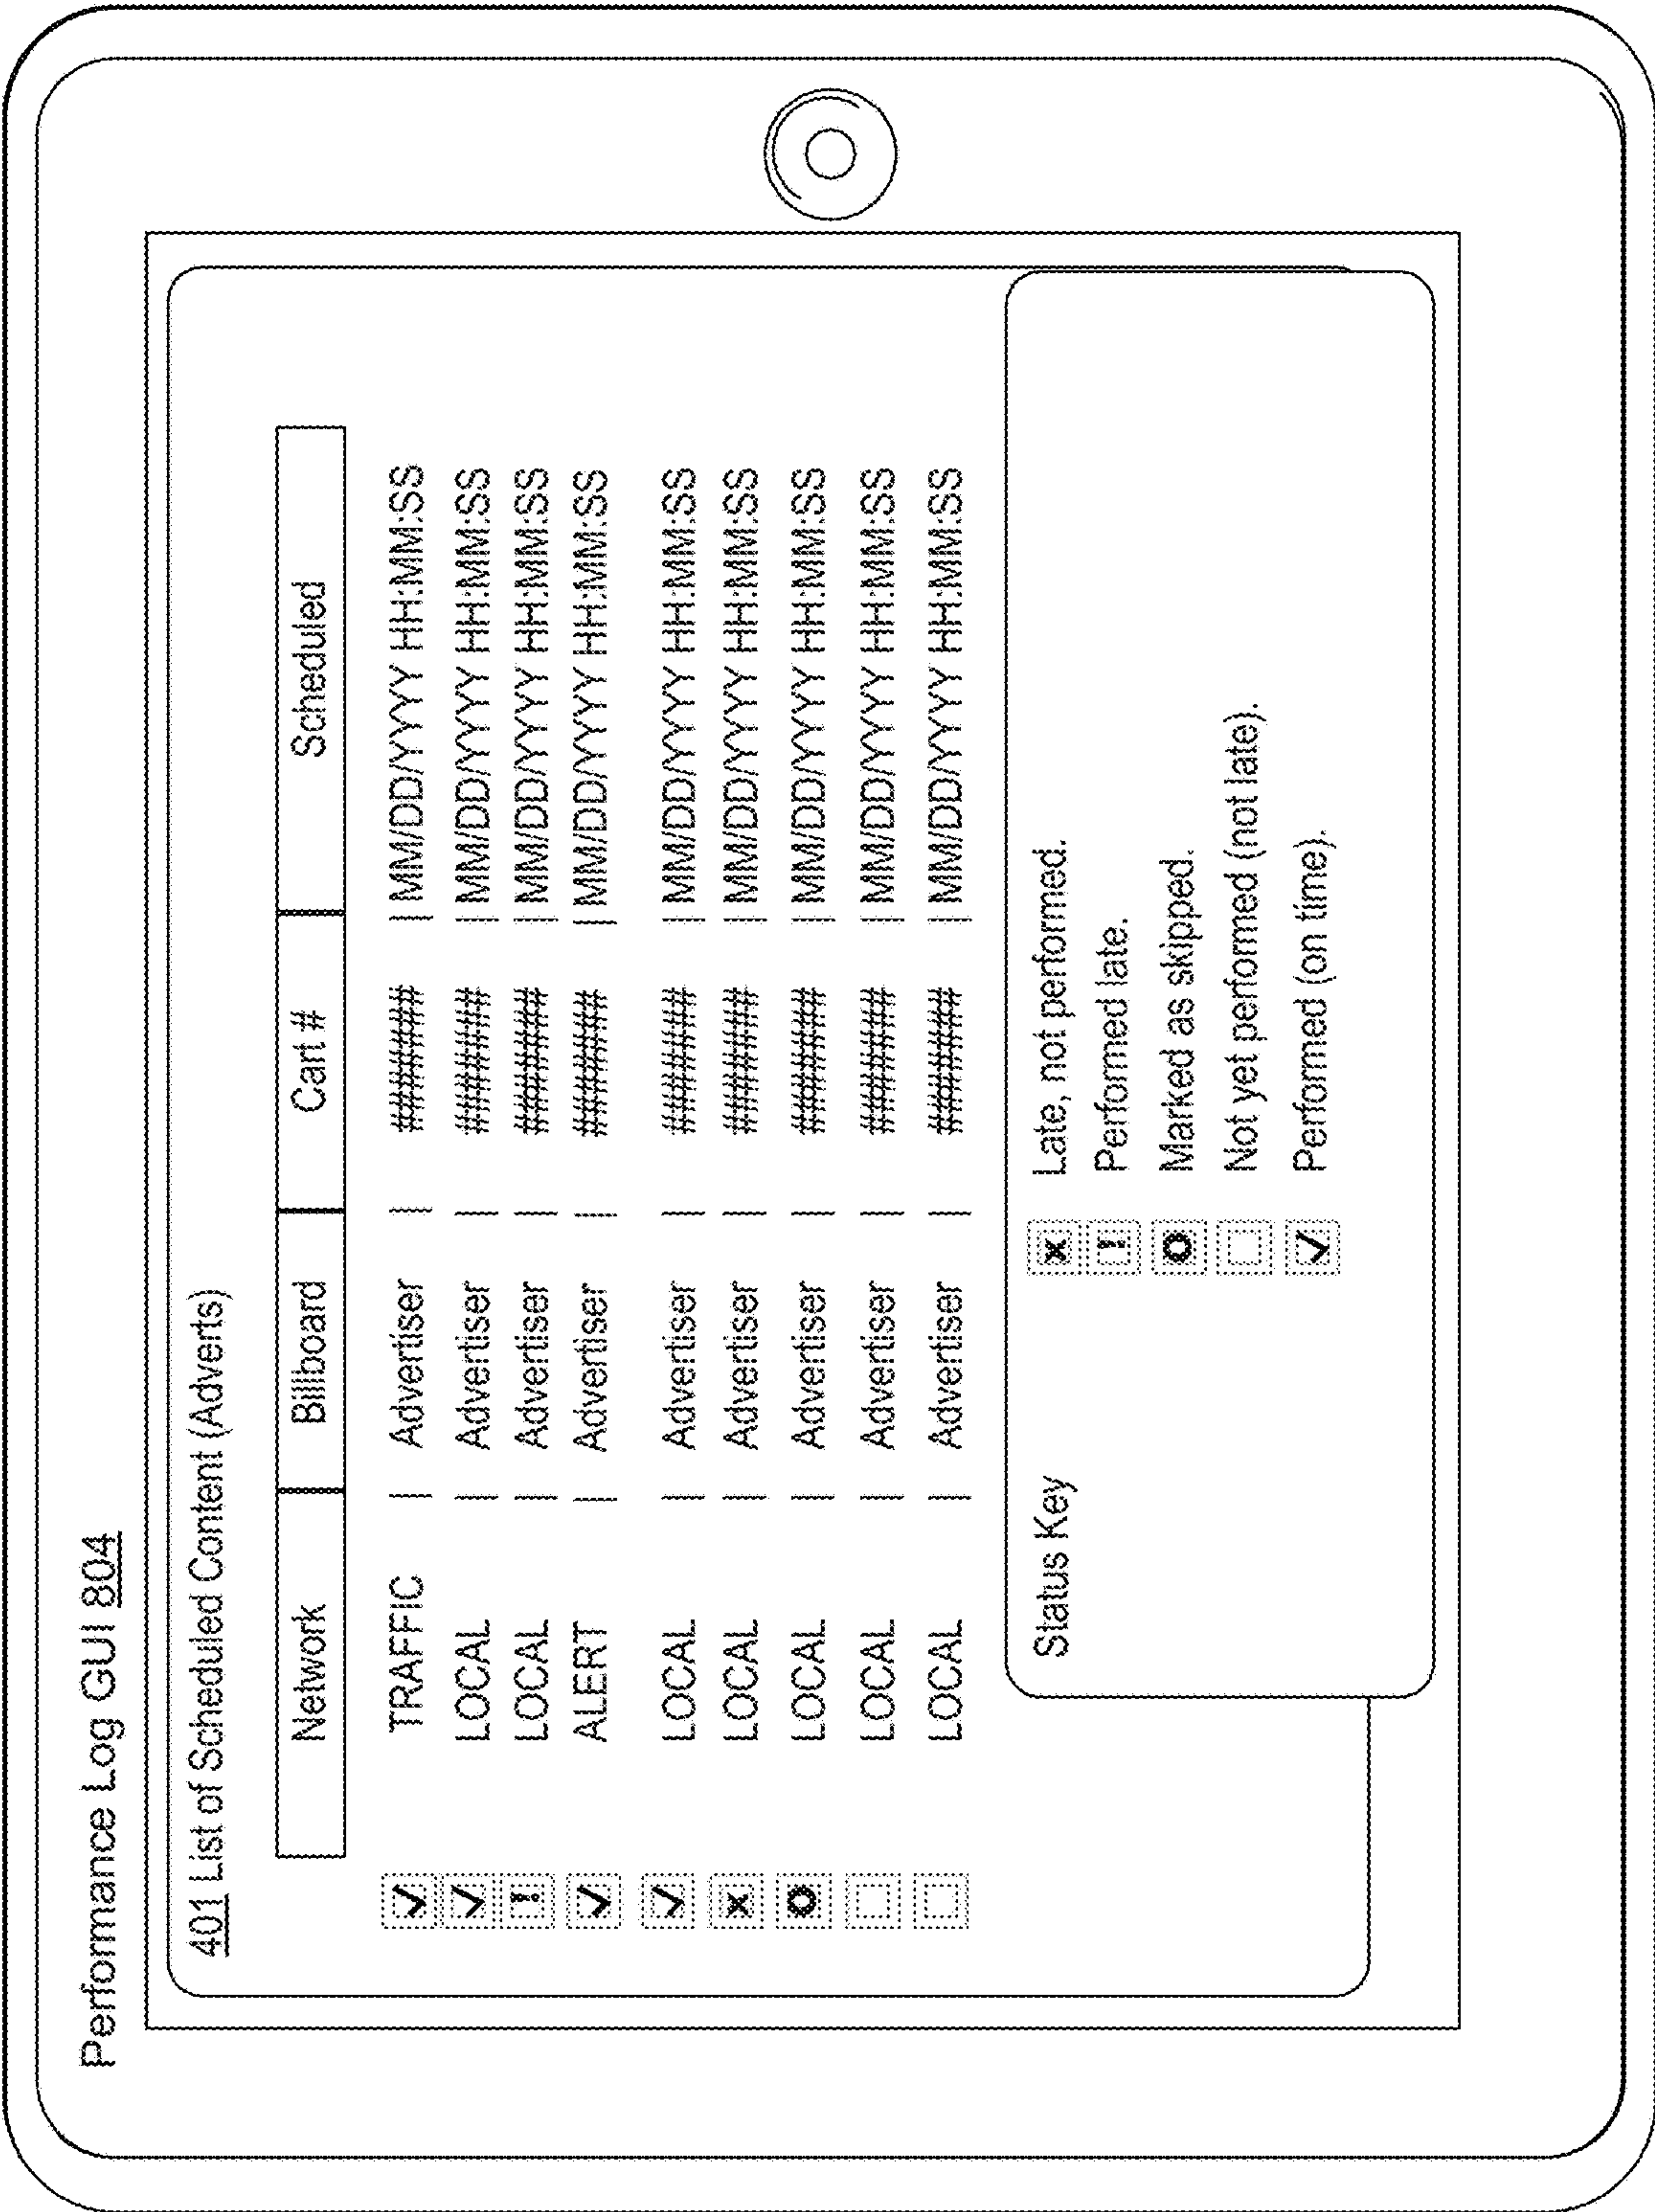 Performance Log GUI 804
401 List of Scheduled Content (Adverts)
Network Billboard Cart # Scheduled
✓ TRAFFIC | Advertiser | ####### | MM/DD/YYYY HH:MM:SS
✓ LOCAL | Advertiser | ####### | MM/DD/YYYY HH:MM:SS
! LOCAL | Advertiser | ####### | MM/DD/YYYY HH:MM:SS
✓ ALERT | Advertiser | ####### | MM/DD/YYYY HH:MM:SS
✓ LOCAL | Advertiser | ####### | MM/DD/YYYY HH:MM:SS
x LOCAL | Advertiser | ####### | MM/DD/YYYY HH:MM:SS
O LOCAL | Advertiser | ####### | MM/DD/YYYY HH:MM:SS
LOCAL | Advertiser | ####### | MM/DD/YYYY HH:MM:SS
LOCAL | Advertiser | ####### | MM/DD/YYYY HH:MM:SS
Status Key
x Late, not performed.
! Performed late.
O Marked as skipped.
Not yet performed (not late).
✓ Performed (on time).